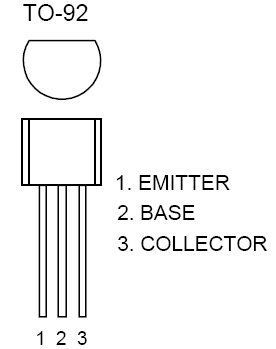 TO-92
1. EMITTER
2. BASE
3. COLLECTOR
1 2 3